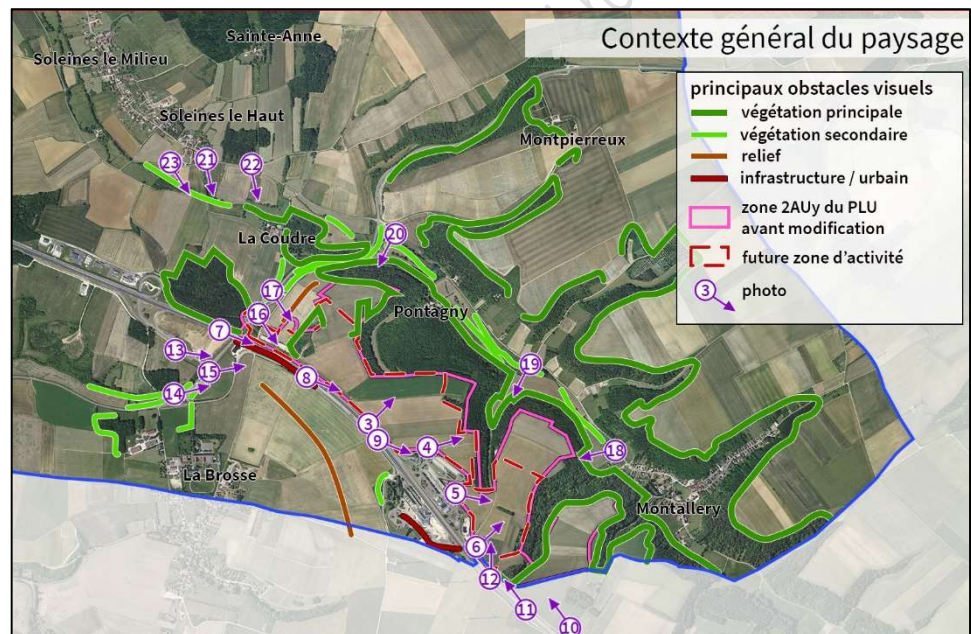 Contexte général du paysage
principaux obstacles visuels
végétation principale
végétation secondaire
relief
infrastructure / urbain
zone 2AUy du PLU
avant modification
future zone d'activité
3 photo
Sainte-Anne
Soleines le Milieu
Soleines le Haut
Montpierreux
23 21 22
La Coudre
20
17
Pontagny
16
7
13
15
8
19
14
3
9
4
18
La Brosse
5
Montallery
6
12
11
10